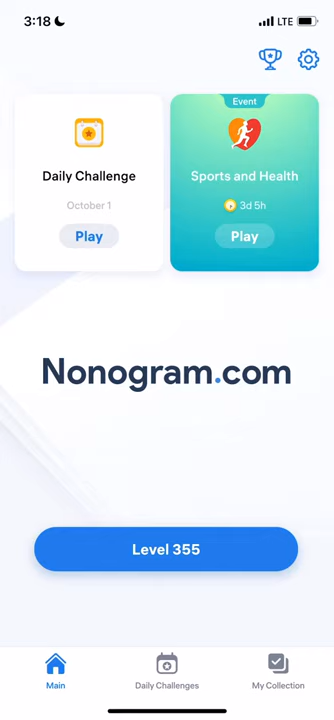 3:18
LTE
Event
Daily Challenge
October 1
Play
Sports and Health
3d 5h
Play
Nonogram.com
Level 355
Main
Daily Challenges
My Collection